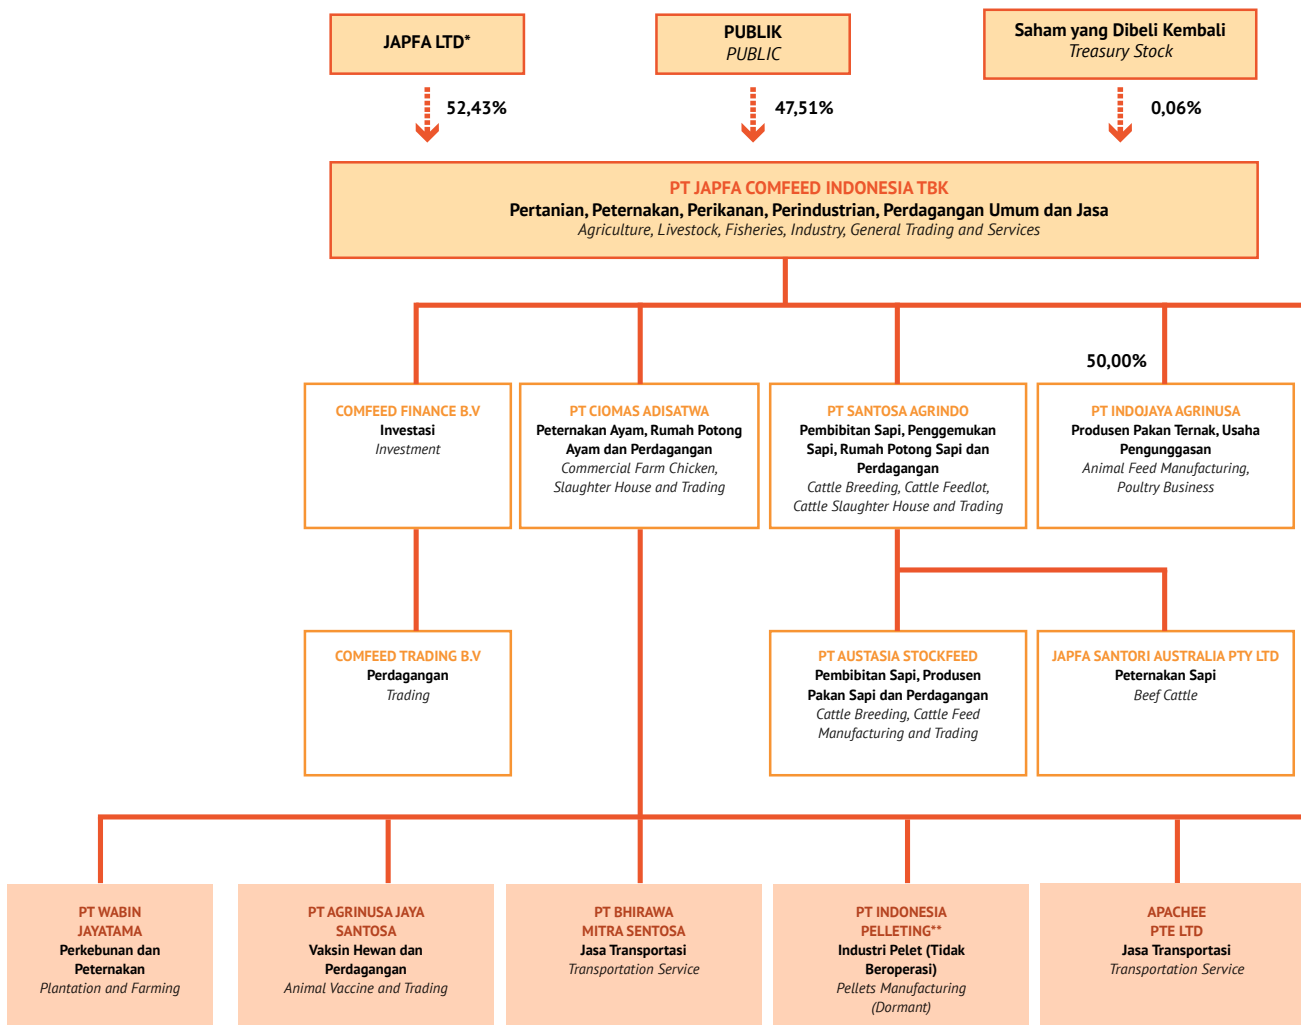 JAPFA LTD*
PUBLIK
PUBLIC
Saham yang Dibeli Kembali
Treasury Stock
52,43%
47,51%
0,06%
PT JAPFA COMFEED INDONESIA TBK
Pertanian, Peternakan, Perikanan, Perindustrian, Perdagangan Umum dan Jasa
Agriculture, Livestock, Fisheries, Industry, General Trading and Services
50,00%
COMFEED FINANCE B.V
Investasi
Investment
PT CIOMAS ADISATWA
Peternakan Ayam, Rumah Potong
Ayam dan Perdagangan
Commercial Farm Chicken,
Slaughter House and Trading
PT SANTOSA AGRINDO
Pembibitan Sapi, Penggemukan
Sapi, Rumah Potong Sapi dan
Perdagangan
Cattle Breeding, Cattle Feedlot,
Cattle Slaughter House and Trading
PT INDOJAYA AGRINUSA
Produsen Pakan Ternak, Usaha
Pengunggasan
Animal Feed Manufacturing,
Poultry Business
COMFEED TRADING B.V
Perdagangan
Trading
PT AUSTASIA STOCKFEED
Pembibitan Sapi, Produsen
Pakan Sapi dan Perdagangan
Cattle Breeding, Cattle Feed
Manufacturing and Trading
JAPFA SANTORI AUSTRALIA PTY LTD
Peternakan Sapi
Beef Cattle
PT WABIN
JAYATAMA
Perkebunan dan
Peternakan
Plantation and Farming
PT AGRINUSA JAYA
SANTOSA
Vaksin Hewan dan
Perdagangan
Animal Vaccine and Trading
PT BHIRAWA
MITRA SENTOSA
Jasa Transportasi
Transportation Service
PT INDONESIA
PELLETING**
Industri Pelet (Tidak
Beroperasi)
Pellets Manufacturing
(Dormant)
APACHEE
PTE LTD
Jasa Transportasi
Transportation Service